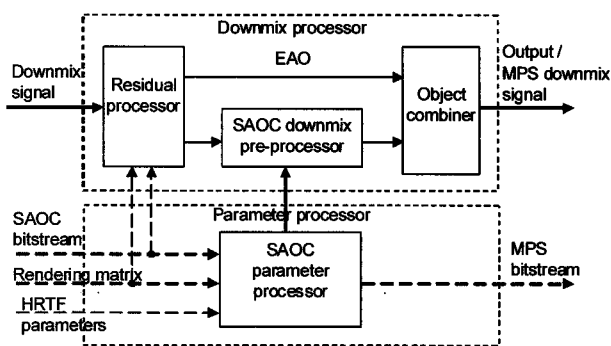 Downmix processor
Downmix
signal
Residual
processor
EAO
SAOC downmix
pre-processor
Object
combiner
Output /
MPS downmix
signal
Parameter processor
SAOC
bitstream
Rendering matrix
HRTF
parameters
SAOC
parameter
processor
MPS
bitstream